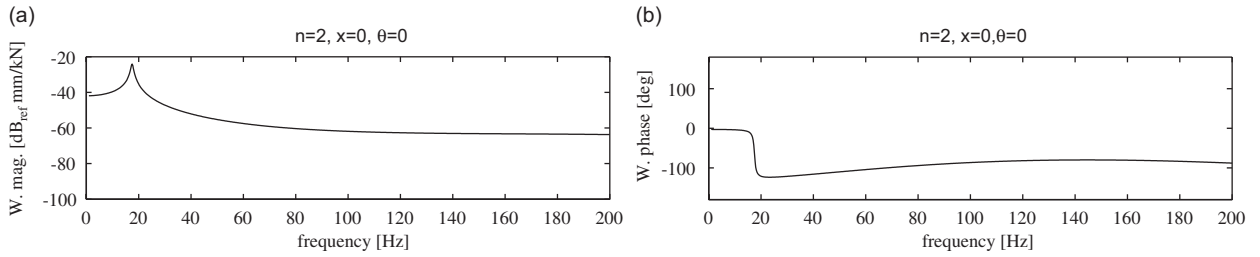 (a)
n=2, x=0, θ=0
W. mag. [dB_ref mm/kN]
-20
-40
-60
-80
-100
0 20 40 60 80 100 120 140 160 180 200
frequency [Hz]
(b)
n=2, x=0,θ=0
W. phase [deg]
100
0
-100
0 20 40 60 80 100 120 140 160 180 200
frequency [Hz]